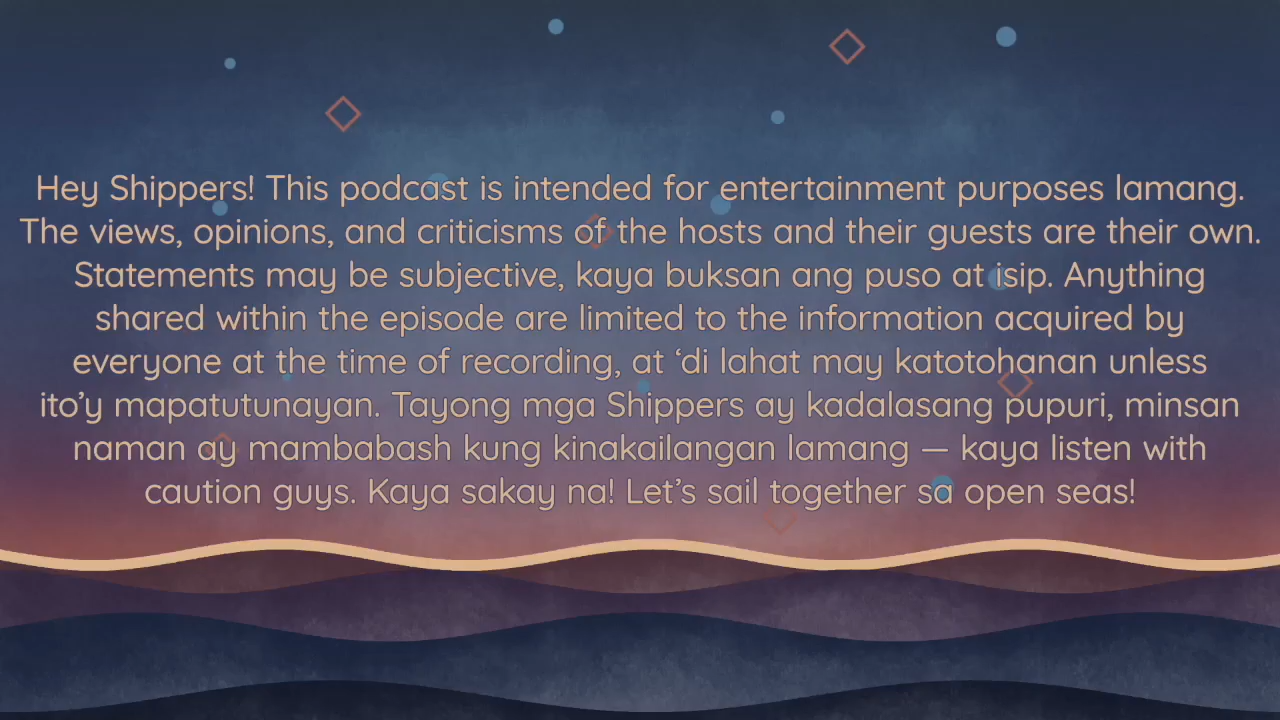 Hey Shippers! This podcast is intended for entertainment purposes lamang.
The views, opinions, and criticisms of the hosts and their guests are their own.
Statements may be subjective, kaya buksan ang puso at isip. Anything
shared within the episode are limited to the information acquired by
everyone at the time of recording, at ‘di lahat may katotohanan unless
ito’y mapatutunayan. Tayong mga Shippers ay kadalasang pupuri, minsan
naman ay mambabash kung kinakailangan lamang — kaya listen with
caution guys. Kaya sakay na! Let’s sail together sa open seas!